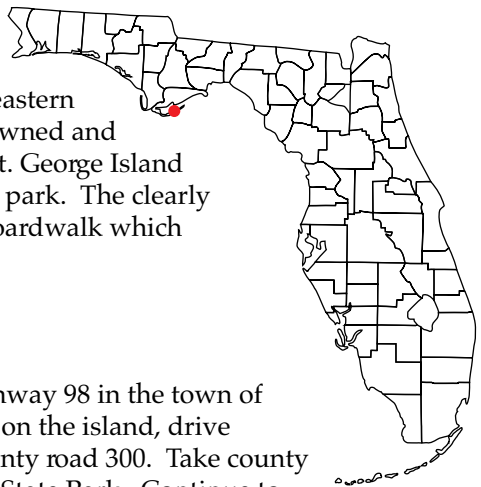 eastern
wned and
t. George Island
park. The clearly
oardwalk which
hway 98 in the town of
on the island, drive
nty road 300. Take county
State Park. Continue to